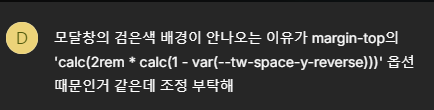 D
모달창의 검은색 배경이 안나오는 이유가 margin-top의
'calc(2rem * calc(1 - var(--tw-space-y-reverse)))' 옵션
때문인거 같은데 조정 부탁해